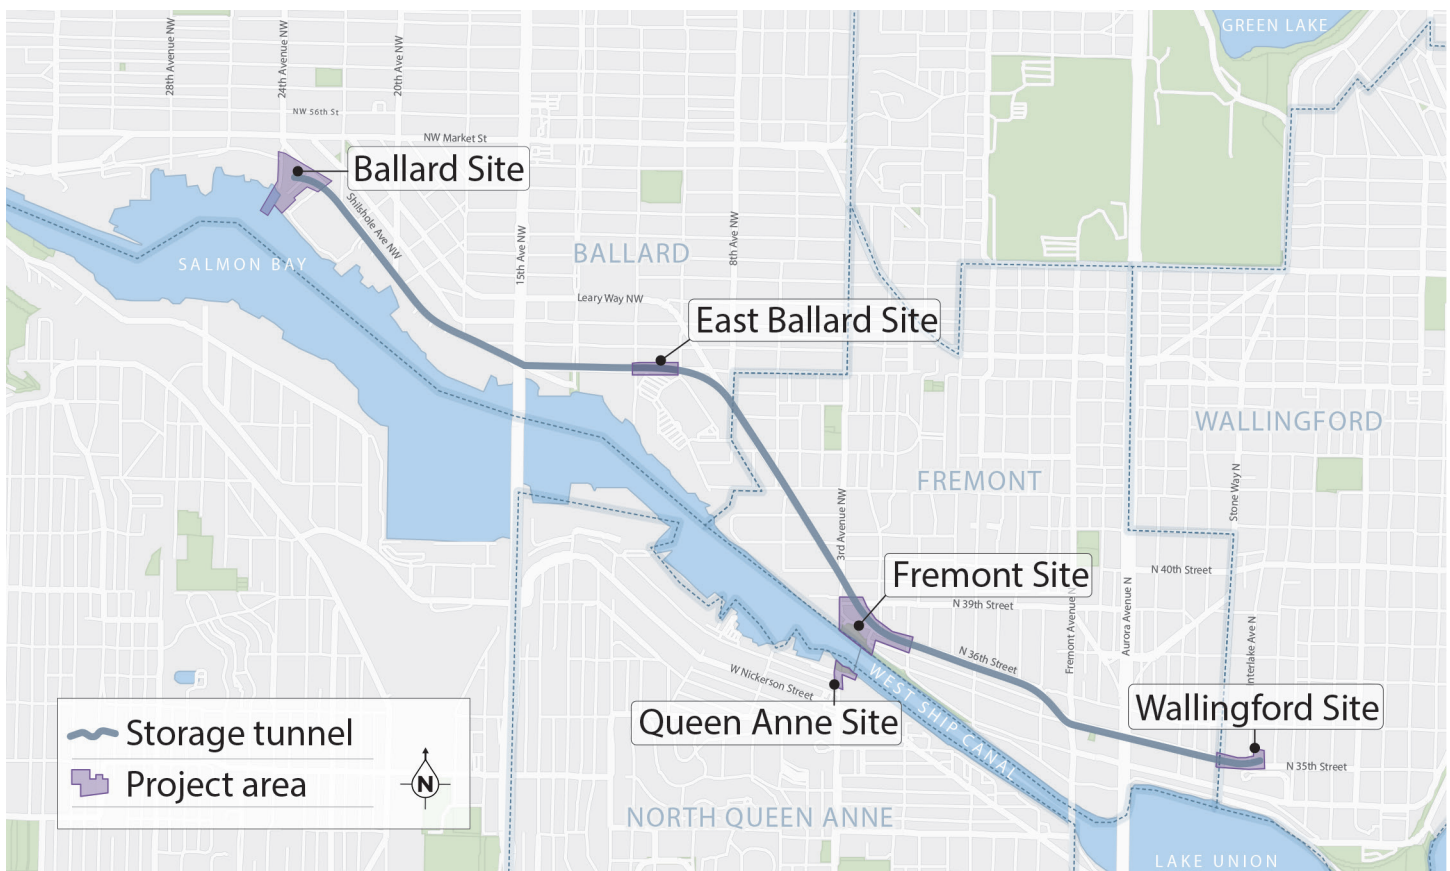 GREEN LAKE
28th Avenue NW
24th Avenue NW
20th Ave NW
NW 56th St
NW Market St
Ballard Site
Shilshole Ave NW
SALMON BAY
15th Ave NW
BALLARD
8th Ave NW
Leary Way NW
East Ballard Site
WALLINGFORD
FREMONT
Stone Way N
3rd Avenue NW
N 40th Street
Fremont Site
N 39th Street
Fremont Avenue N
Aurora Avenue N
nterlake Ave N
N 36th Street
W Nickerson Street
WEST SHIP CANAL
Queen Anne Site
Wallingford Site
N 35th Street
Storage tunnel
Project area
N
NORTH QUEEN ANNE
LAKE UNION